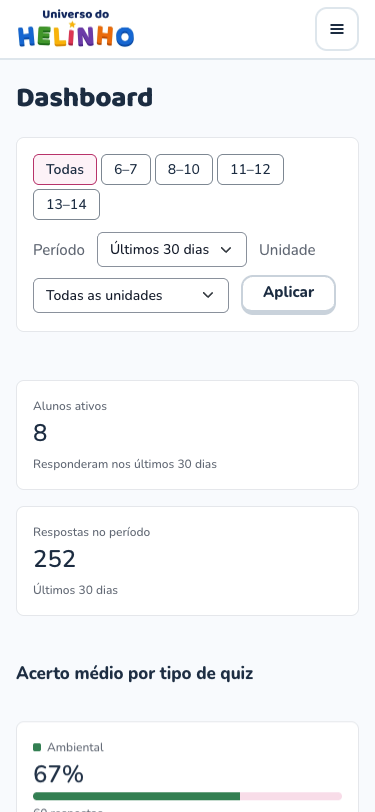 Universo do
HELINHO
Dashboard
Todas 6–7 8–10 11–12
13–14
Período Últimos 30 dias Unidade
Todas as unidades Aplicar
Alunos ativos
8
Responderam nos últimos 30 dias
Respostas no período
252
Últimos 30 dias
Acerto médio por tipo de quiz
Ambiental
67%